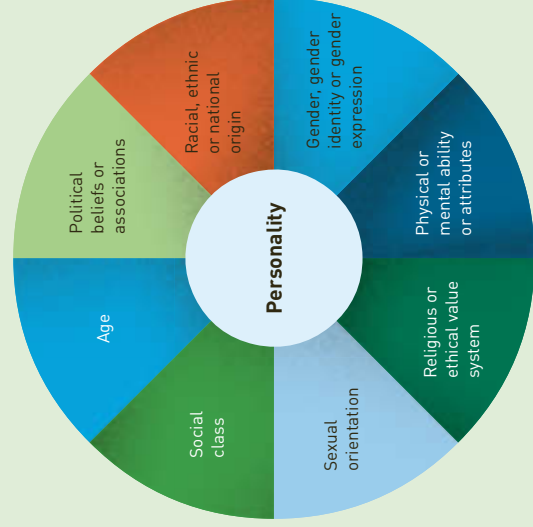 Age
Political
beliefs or
associations
Social
class
Racial, ethnic
or national
origin
Personality
Sexual
orientation
Gender, gender
identity or gender
expression
Religious or
ethical value
system
Physical or
mental ability
or attributes